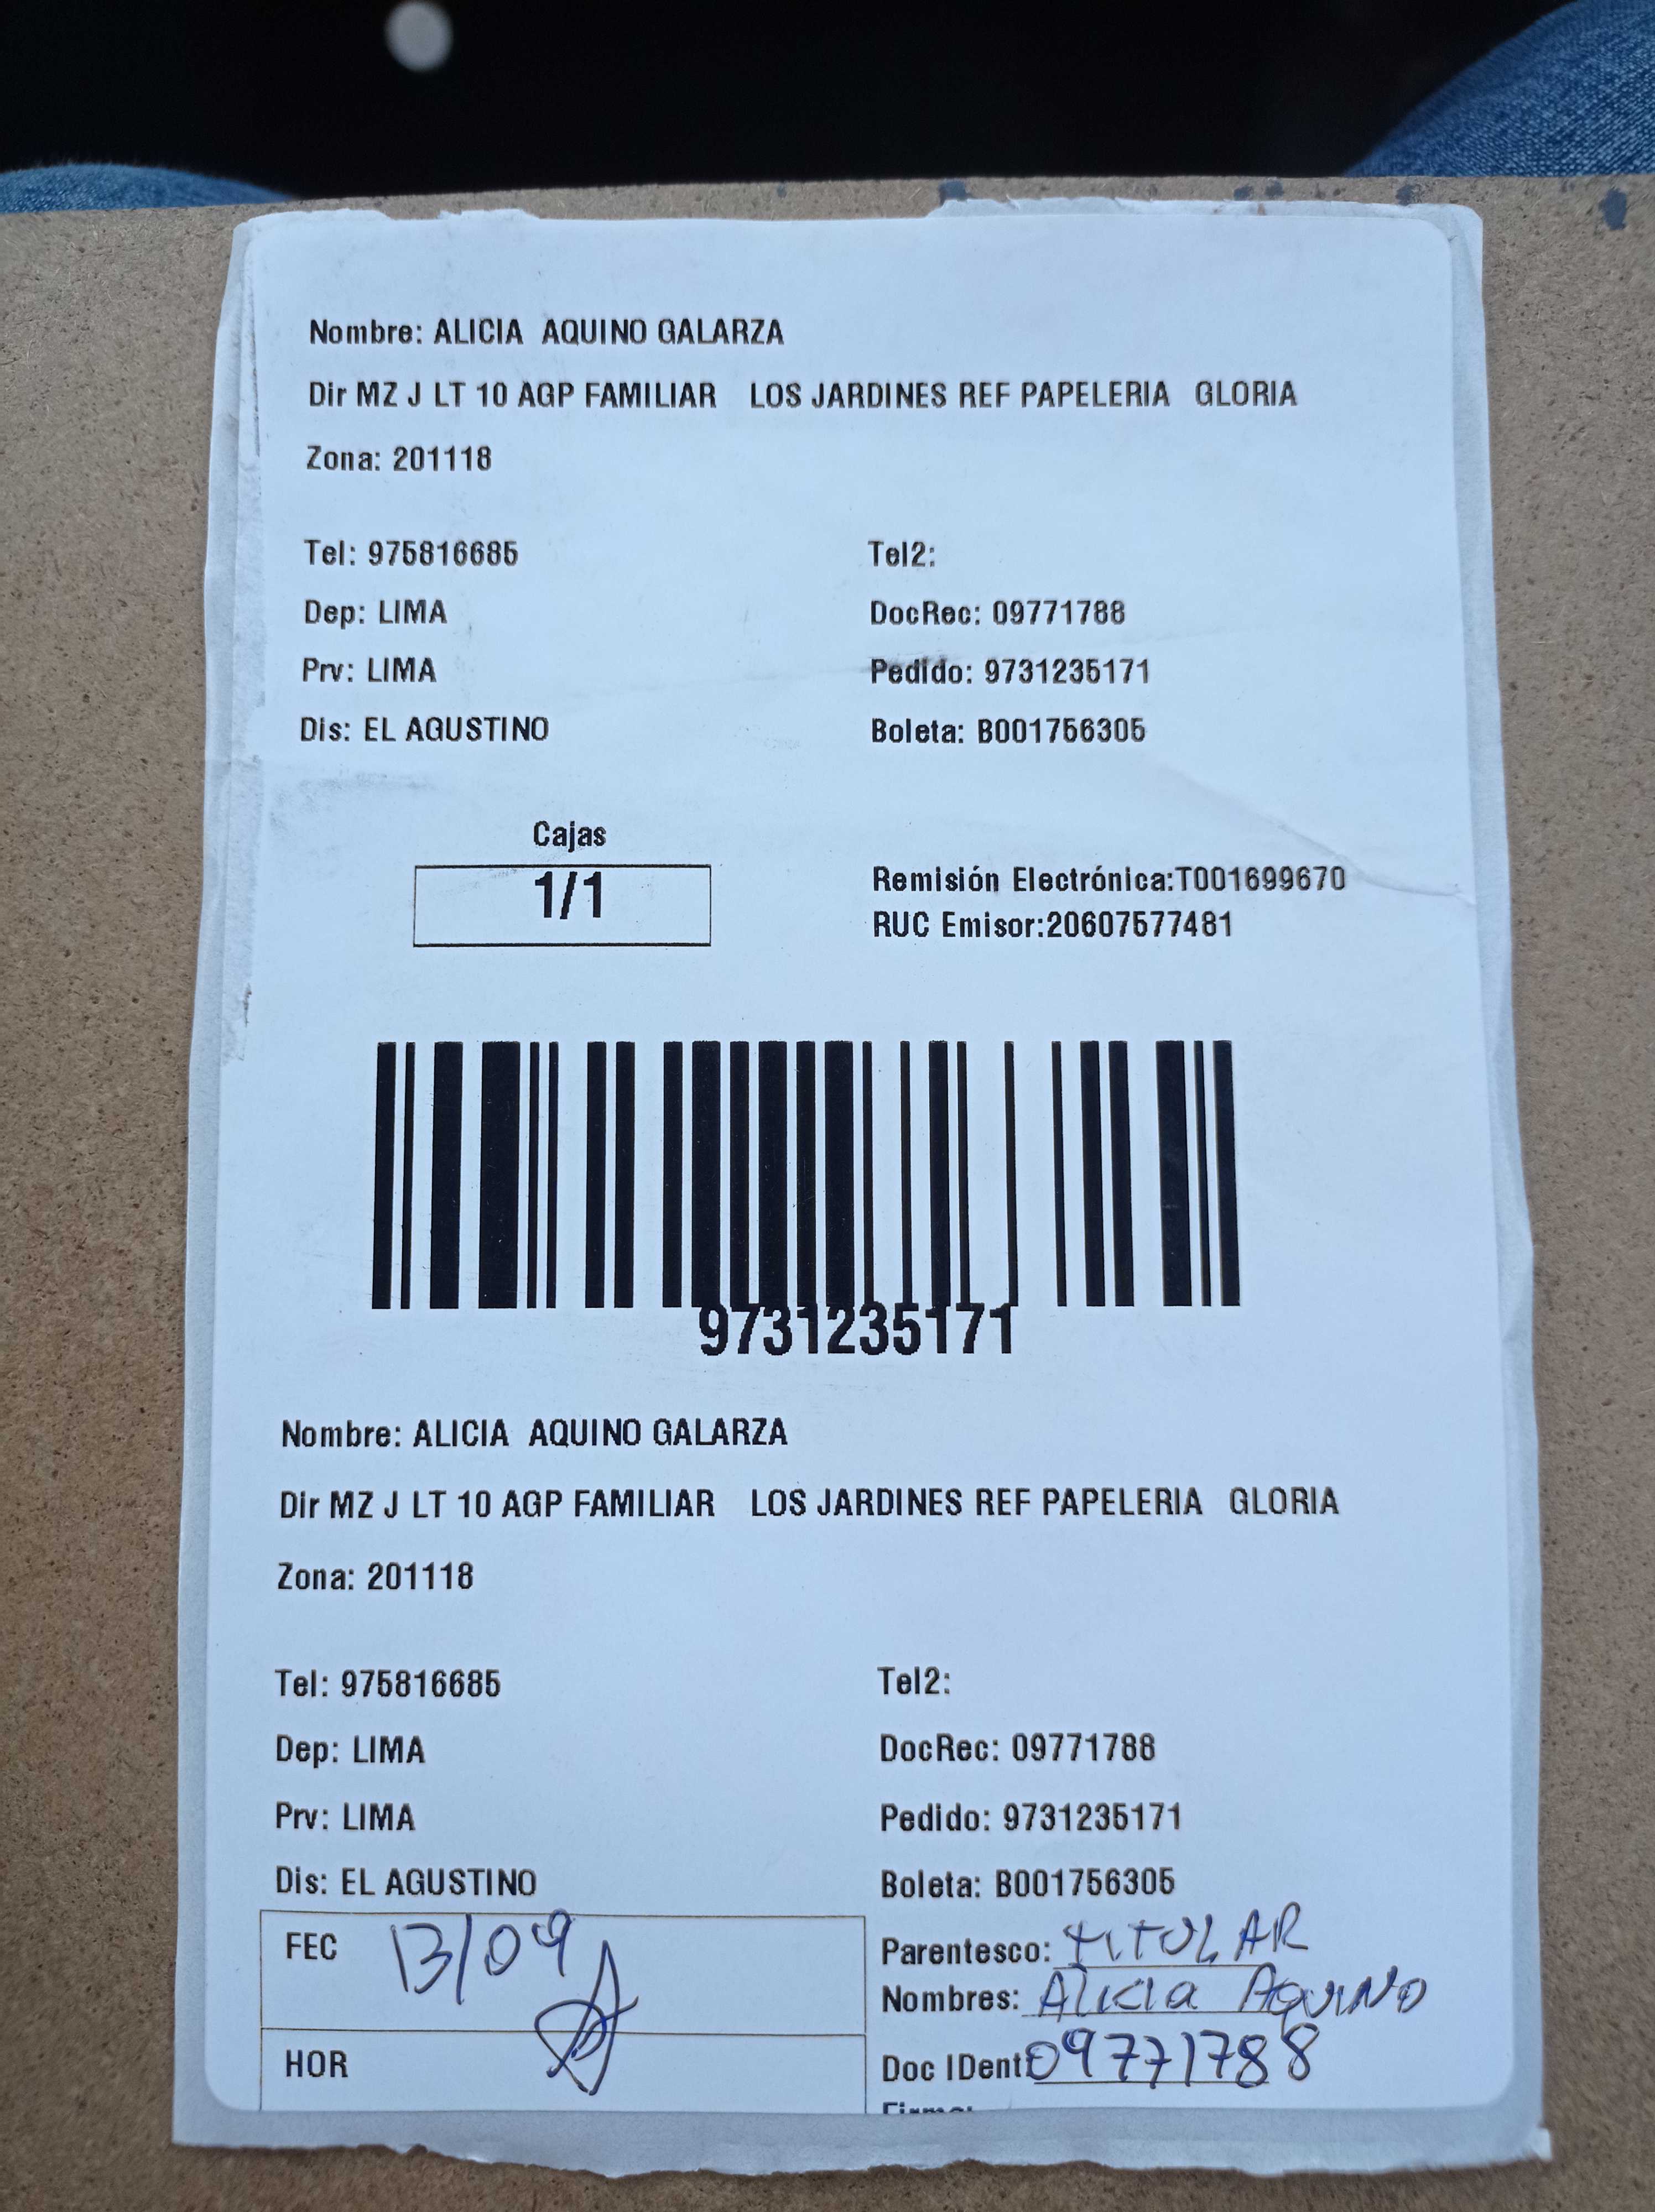 Nombre: ALICIA AQUINO GALARZA
Dir MZ J LT 10 AGP FAMILIAR LOS JARDINES REF PAPELERIA GLORIA
Zona: 201118
Tel: 975816685 Tel2:
Dep: LIMA DocRec: 09771788
Prv: LIMA Pedido: 9731235171
Dis: EL AGUSTINO Boleta: B001756305
Cajas
1/1
Remisión Electrónica:T001699670
RUC Emisor:20607577481
9731235171
Nombre: ALICIA AQUINO GALARZA
Dir MZ J LT 10 AGP FAMILIAR LOS JARDINES REF PAPELERIA GLORIA
Zona: 201118
Tel: 975816685 Tel2:
Dep: LIMA DocRec: 09771788
Prv: LIMA Pedido: 9731235171
Dis: EL AGUSTINO Boleta: B001756305
FEC 13/09 Parentesco: TITULAR
Nombres: Alicia AQUINO
HOR Doc IDent: 09771788
Firma: